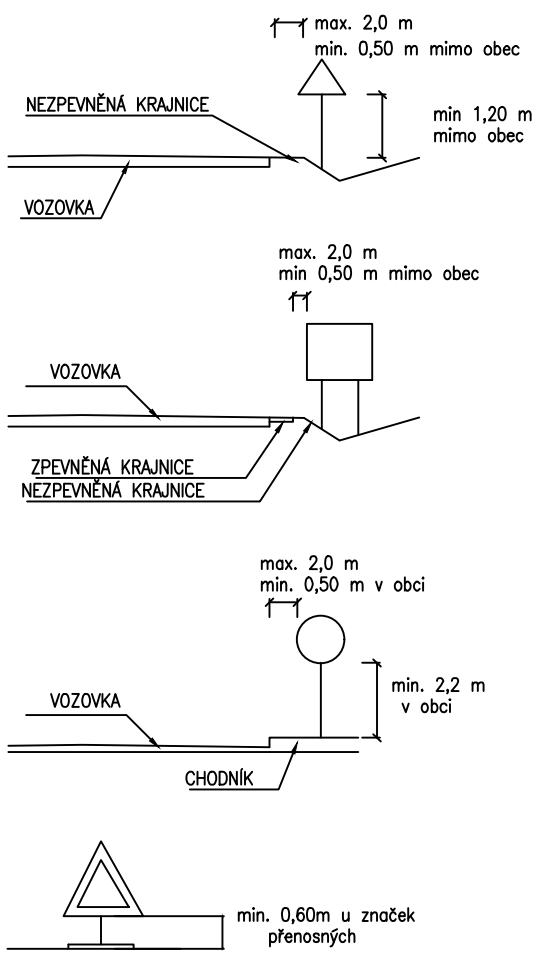 max. 2,0 m
min. 0,50 m mimo obec
NEZPEVNĚNÁ KRAJNICE
min 1,20 m
mimo obec
VOZOVKA
max. 2,0 m
min 0,50 m mimo obec
VOZOVKA
ZPEVNĚNÁ KRAJNICE
NEZPEVNĚNÁ KRAJNICE
max. 2,0 m
min. 0,50 m v obci
min. 2,2 m
v obci
VOZOVKA
CHODNÍK
min. 0,60m u značek
přenosných